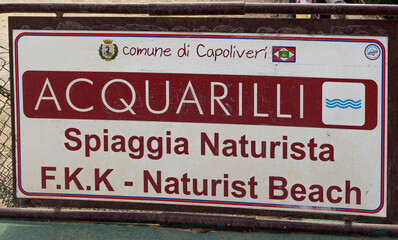 comune di Capoliveri
ACQUARILLI
Spiaggia Naturista
F.K.K - Naturist Beach